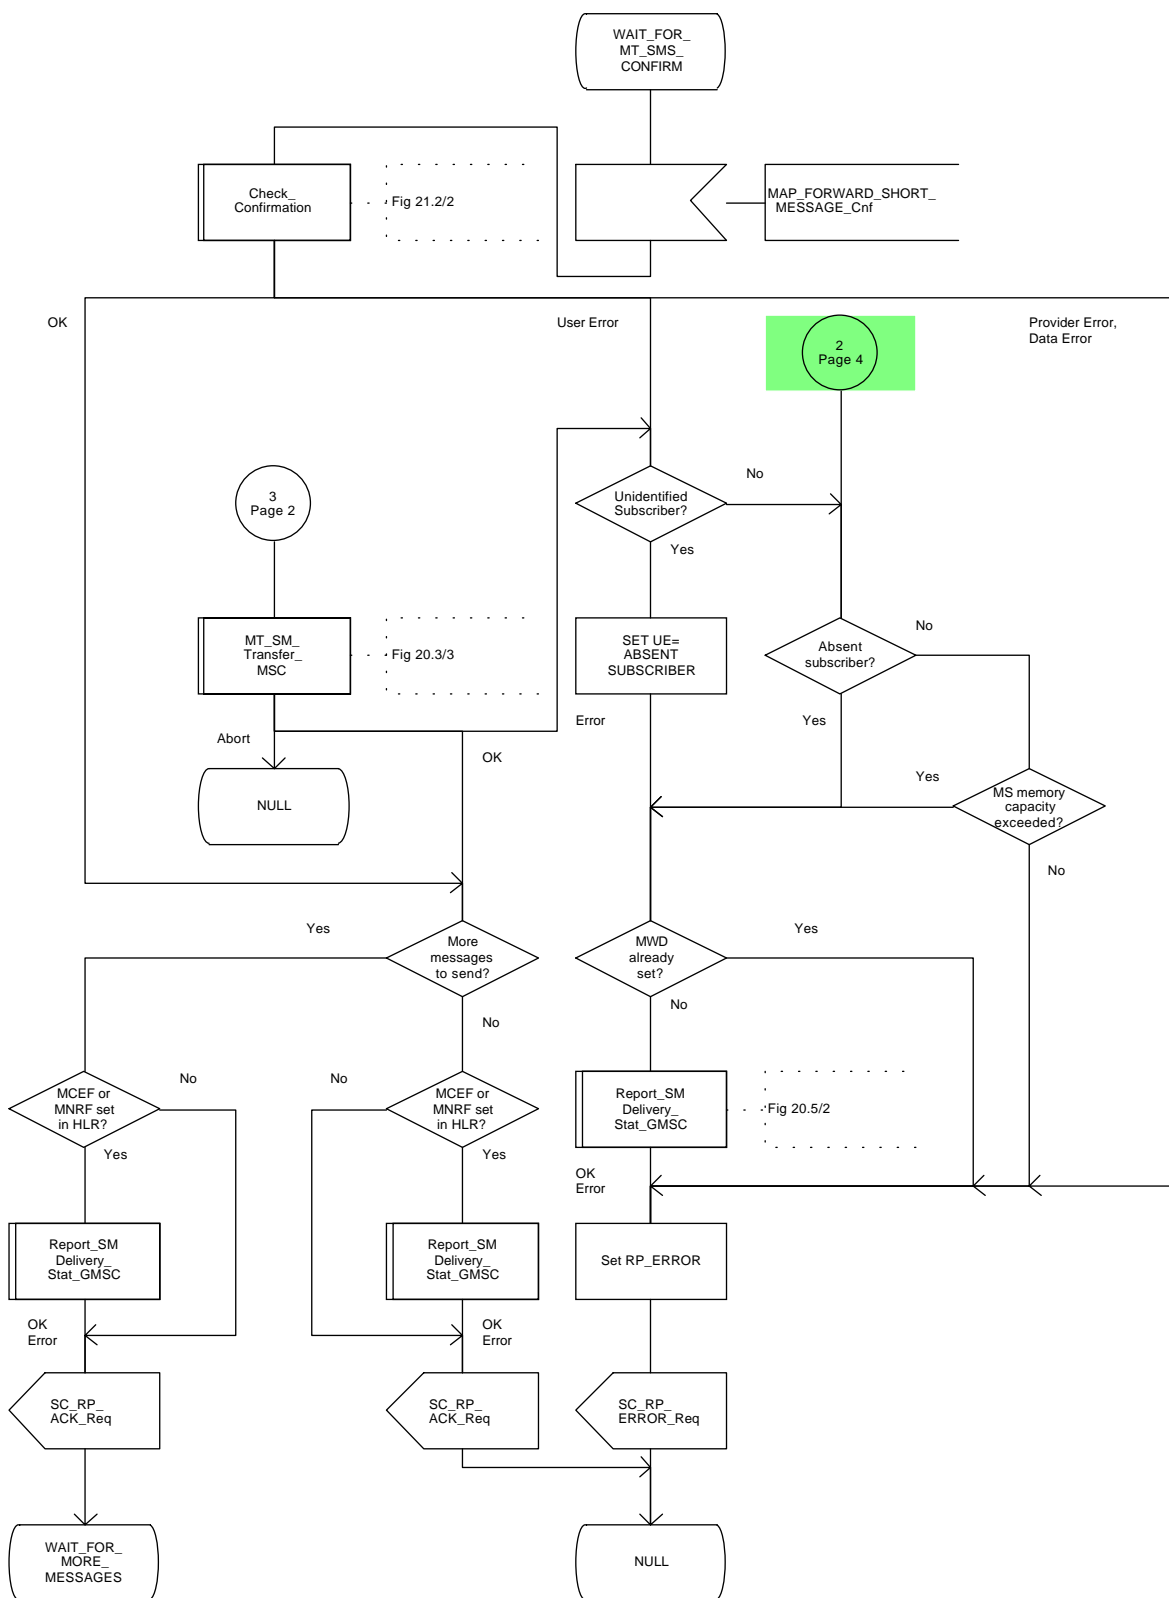 WAIT_FOR_
MT_SMS_
CONFIRM
Check_
Confirmation
Fig 21.2/2
MAP_FORWARD_SHORT_
MESSAGE_Cnf
OK
User Error
2
Page 4
Provider Error,
Data Error
3
Page 2
Unidentified
Subscriber?
No
Yes
MT_SM_
Transfer_
MSC
Fig 20.3/3
SET UE=
ABSENT
SUBSCRIBER
Absent
subscriber?
No
Error
Yes
Abort
OK
NULL
Yes
MS memory
capacity
exceeded?
No
Yes
More
messages
to send?
No
MWD
already
set?
Yes
No
MCEF or
MNRF set
in HLR?
No
Yes
No
MCEF or
MNRF set
in HLR?
Yes
Report_SM
Delivery_
Stat_GMSC
Fig 20.5/2
OK
Error
Report_SM
Delivery_
Stat_GMSC
Report_SM
Delivery_
Stat_GMSC
Set RP_ERROR
OK
Error
OK
Error
SC_RP_
ACK_Req
SC_RP_
ACK_Req
SC_RP_
ERROR_Req
WAIT_FOR_
MORE_
MESSAGES
NULL